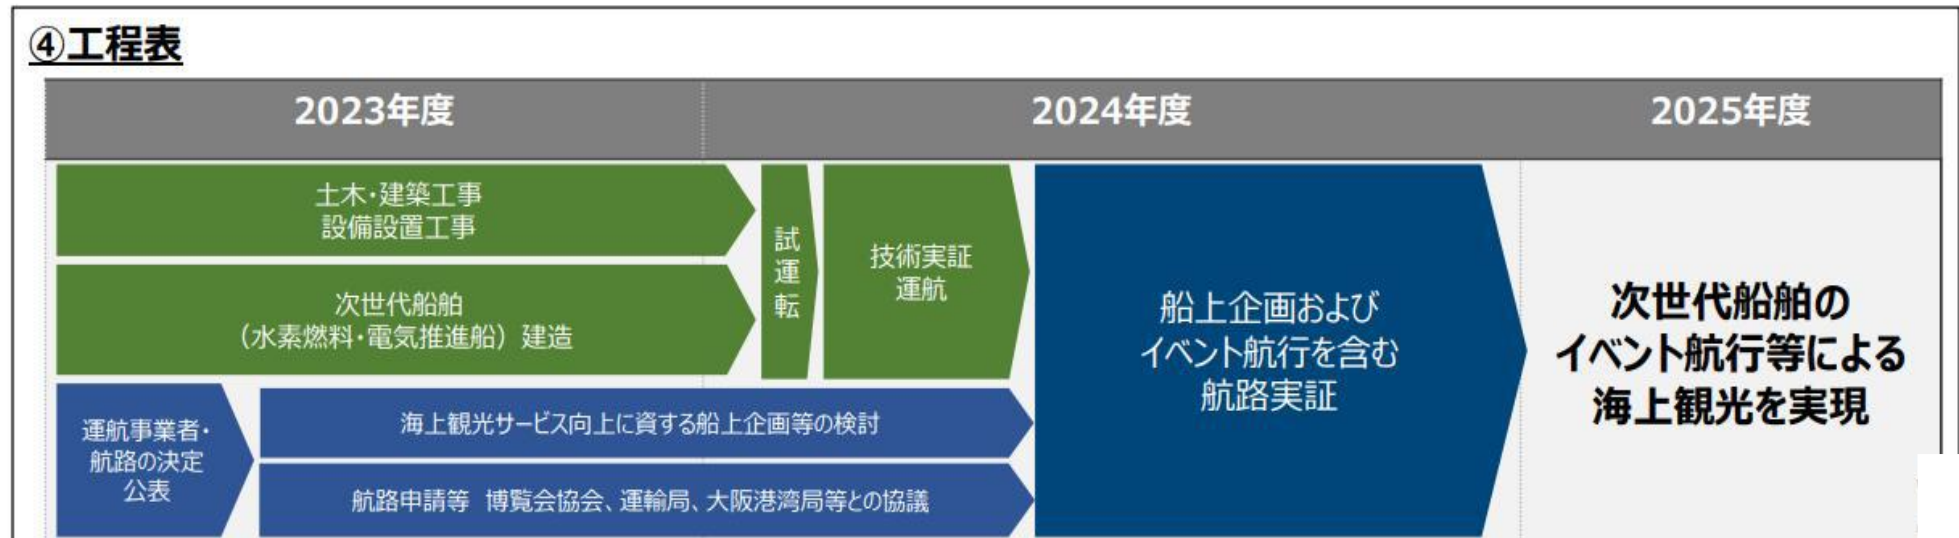 ④工程表
2023年度
2024年度
2025年度
土木・建築工事
設備設置工事
次世代船舶
（水素燃料・電気推進船）建造
試
運
転
技術実証
運航
運航事業者・
航路の決定
公表
海上観光サービス向上に資する船上企画等の検討
航路申請等　博覧会協会、運輸局、大阪港湾局等との協議
船上企画および
イベント航行を含む
航路実証
次世代船舶の
イベント航行等による
海上観光を実現